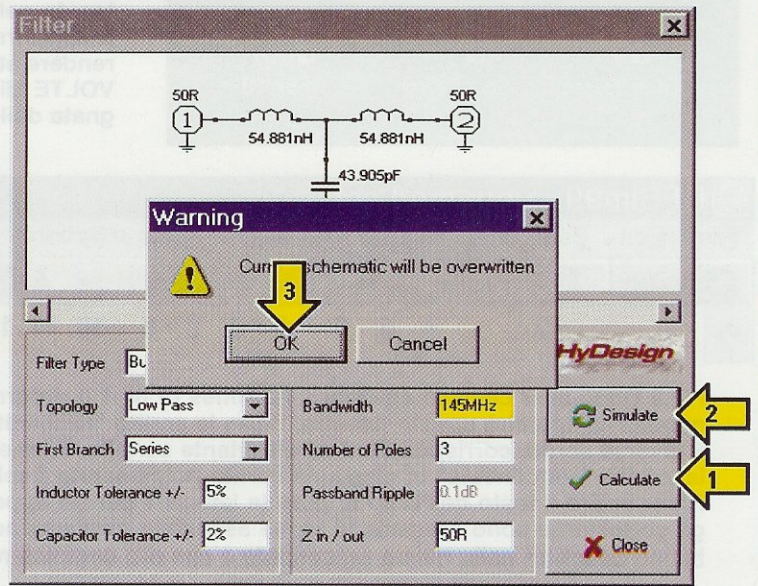 Filter
50R
50R
1
2
54.881nH
54.881nH
43.905pF
Warning
schematic will be overwritten
3
OK
Cancel
HyDesign
Filter Type
Topology
Low Pass
First Branch
Series
Inductor Tolerance +/-
5%
Capacitor Tolerance +/-
2%
Bandwidth
145MHz
Number of Poles
3
Passband Ripple
0.1dB
Z in / out
50R
Simulate
2
Calculate
1
Close